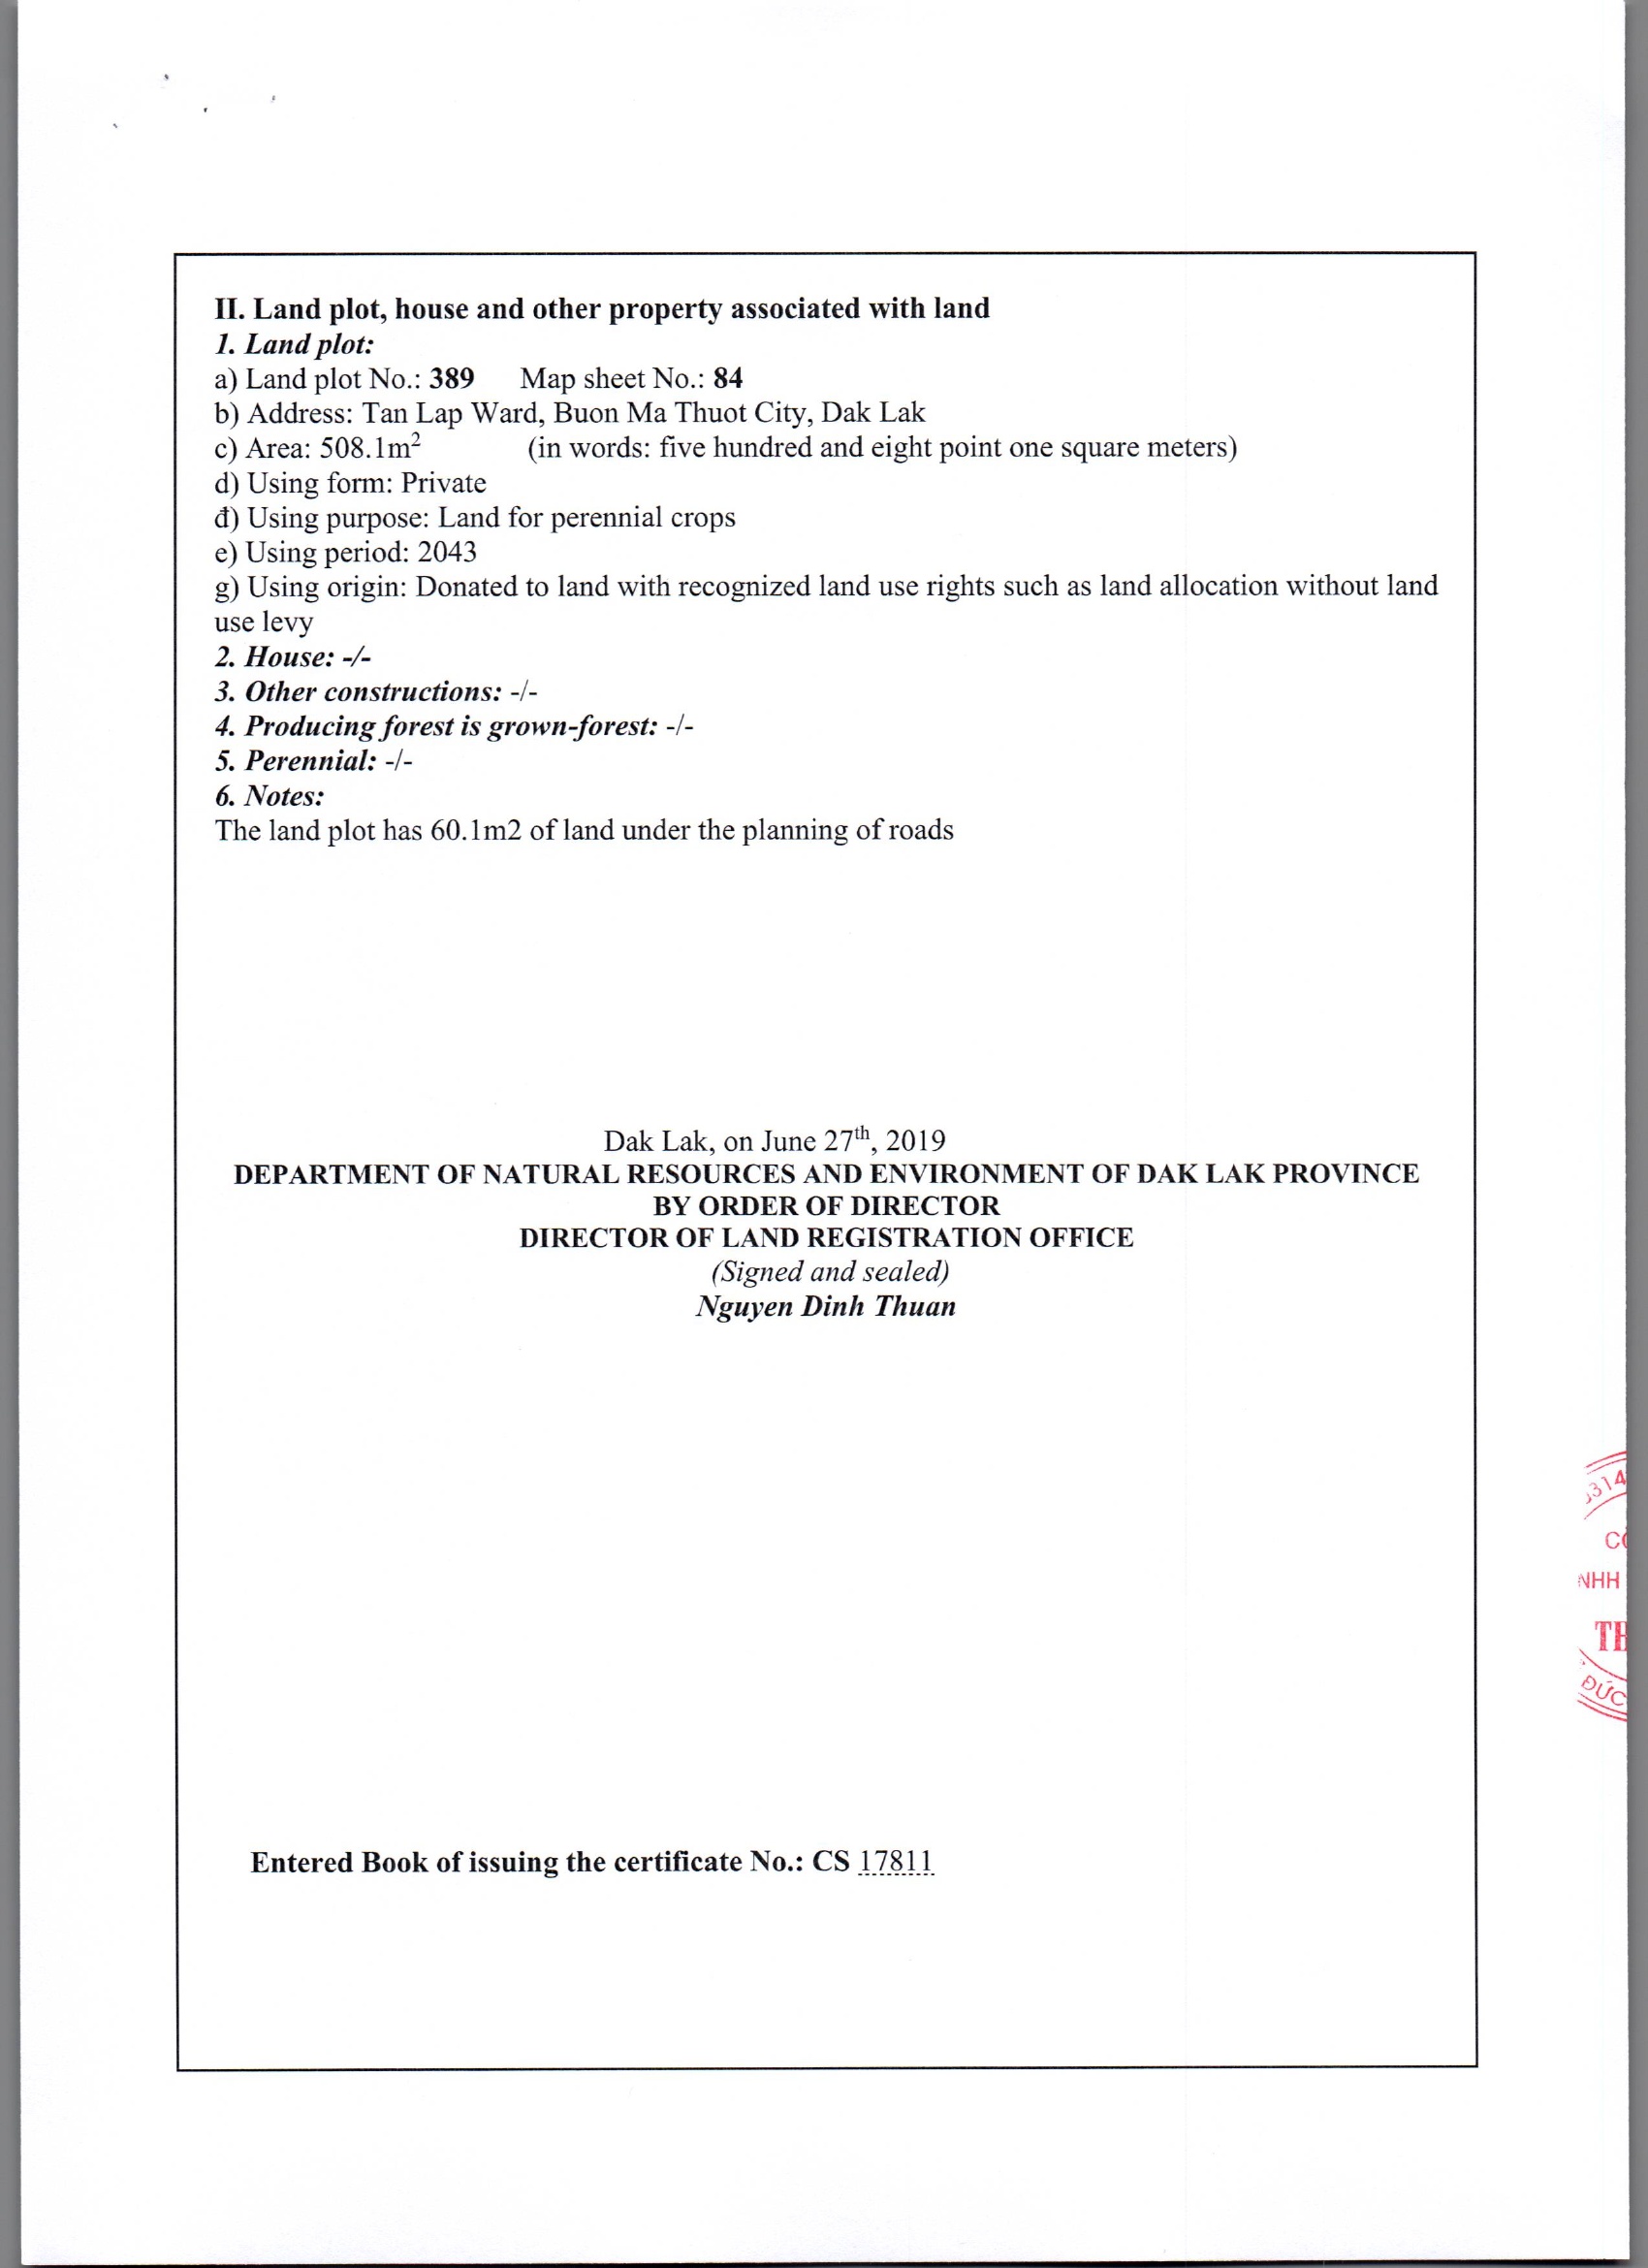 II. Land plot, house and other property associated with land
1. Land plot:
a) Land plot No.: 389 Map sheet No.: 84
b) Address: Tan Lap Ward, Buon Ma Thuot City, Dak Lak
c) Area: 508.1m² (in words: five hundred and eight point one square meters)
d) Using form: Private
đ) Using purpose: Land for perennial crops
e) Using period: 2043
g) Using origin: Donated to land with recognized land use rights such as land allocation without land
use levy
2. House: -/-
3. Other constructions: -/-
4. Producing forest is grown-forest: -/-
5. Perennial: -/-
6. Notes:
The land plot has 60.1m2 of land under the planning of roads
Dak Lak, on June 27th, 2019
DEPARTMENT OF NATURAL RESOURCES AND ENVIRONMENT OF DAK LAK PROVINCE
BY ORDER OF DIRECTOR
DIRECTOR OF LAND REGISTRATION OFFICE
(Signed and sealed)
Nguyen Dinh Thuan
314
NHH
ĐỨC
Entered Book of issuing the certificate No.: CS 17811